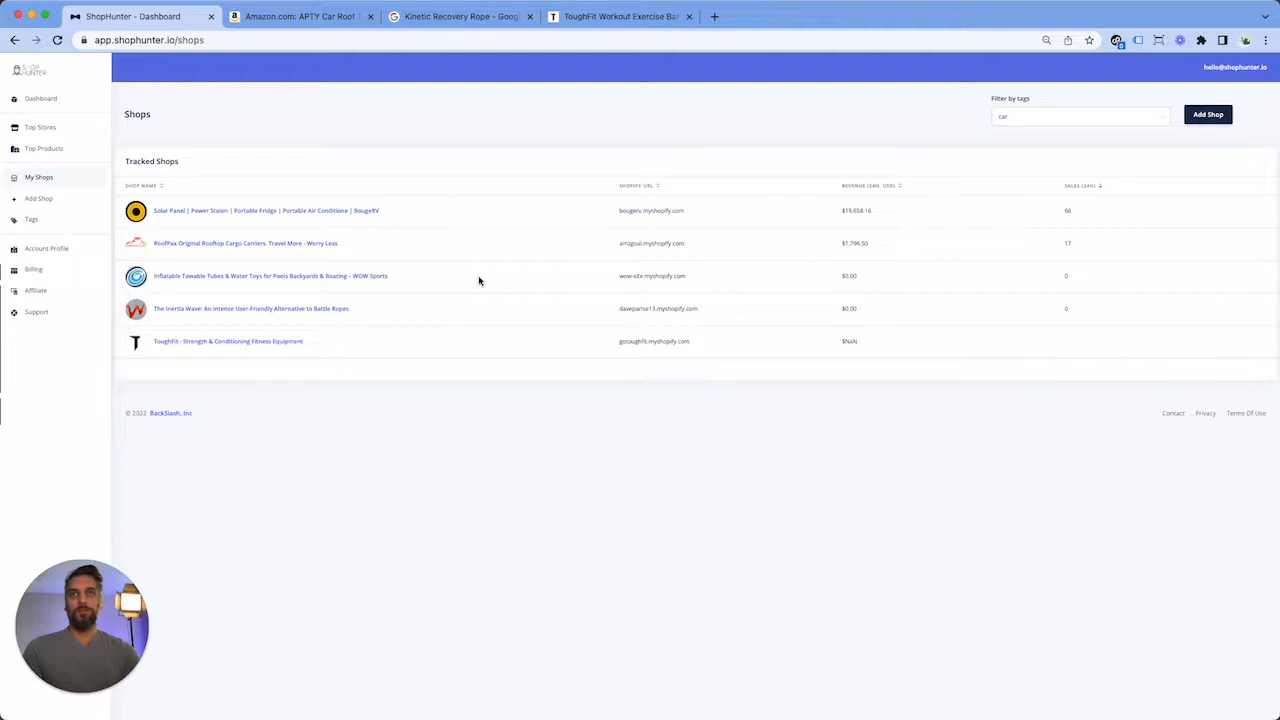 ShopHunter - Dashboard
Amazon.com: APTY Car Roof T
Kinetic Recovery Rope - Googl
ToughFit Workout Exercise Bar
app.shophunter.io/shops
SHOP HUNTER
hello@shophunter.io
Dashboard
Top Stores
Top Products
My Shops
Add Shop
Tags
Account Profile
Billing
Affiliate
Support
Shops
Filter by tags
car
Add Shop
Tracked Shops
SHOP NAME SHOPIFY URL REVENUE (24H, USD) SALES (24H)
Solar Panel | Power Staion | Portable Fridge | Portable Air Conditione | BougeRV bougerv.myshopify.com $19,658.16 66
RoofPax Original Rooftop Cargo Carriers. Travel More - Worry Less amzgoal.myshopify.com $1,796.50 17
Inflatable Towable Tubes & Water Toys for Pools Backyards & Boating – WOW Sports wow-site.myshopify.com $0.00 0
The Inertia Wave: An Intense User-Friendly Alternative to Battle Ropes daveparise13.myshopify.com $0.00 0
ToughFit - Strength & Conditioning Fitness Equipment gotoughfit.myshopify.com $NaN
© 2022 BackSlash, Inc
Contact Privacy Terms Of Use